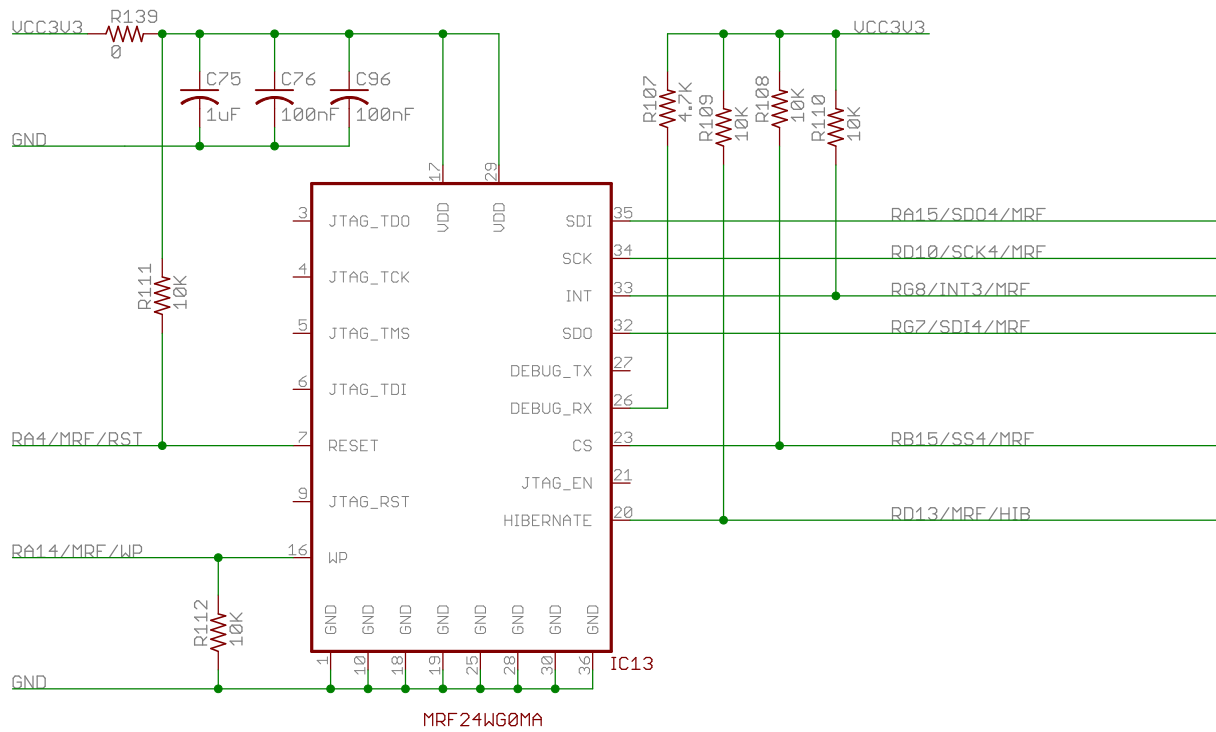 VCC3V3
R139
0
C75
1uF
C76
100nF
C96
100nF
GND
VCC3V3
R107
4.7K
R109
10K
R108
10K
R110
10K
R111
10K
17
29
VDD
VDD
3 JTAG_TDO
4 JTAG_TCK
5 JTAG_TMS
6 JTAG_TDI
RA4/MRF/RST
7 RESET
9 JTAG_RST
RA14/MRF/WP
16 WP
SDI 35 RA15/SDO4/MRF
SCK 34 RD10/SCK4/MRF
INT 33 RG8/INT3/MRF
SDO 32 RG7/SDI4/MRF
DEBUG_TX 27
DEBUG_RX 26
CS 23 RB15/SS4/MRF
JTAG_EN 21
HIBERNATE 20 RD13/MRF/HIB
R112
10K
GND GND GND GND GND GND GND GND
1 10 18 19 25 28 30 36
IC13
GND
MRF24WG0MA